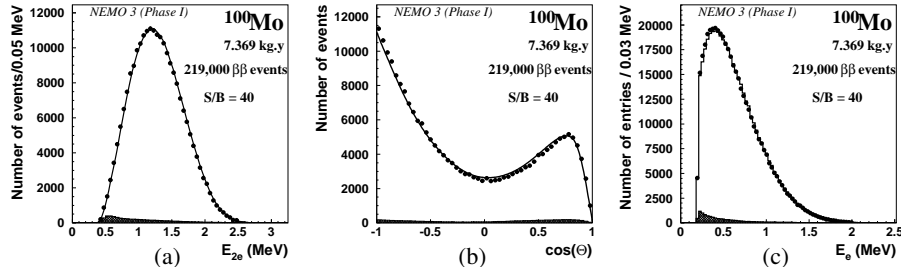 Number of events/0.05 MeV
NEMO 3 (Phase I)
¹⁰⁰Mo
7.369 kg.y
219,000 ββ events
S/B = 40
12000
10000
8000
6000
4000
2000
0
0 0.5 1 1.5 2 2.5 3
E₂ₑ (MeV)
(a)
Number of events
NEMO 3 (Phase I)
¹⁰⁰Mo
7.369 kg.y
219,000 ββ events
S/B = 40
12000
10000
8000
6000
4000
2000
0
-1 -0.5 0 0.5 1
cos(Θ)
(b)
Number of entries / 0.03 MeV
NEMO 3 (Phase I)
¹⁰⁰Mo
7.369 kg.y
219,000 ββ events
S/B = 40
20000
17500
15000
12500
10000
7500
5000
2500
0
0 0.5 1 1.5 2 2.5
Eₑ (MeV)
(c)